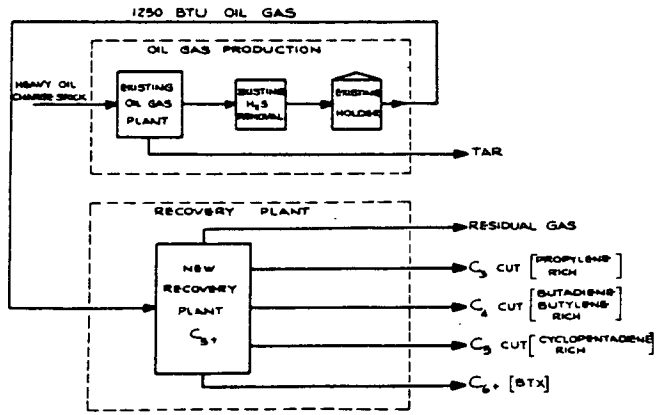 1250 BTU OIL GAS
OIL GAS PRODUCTION
HEAVY OIL
CHARGE STOCK
EXISTING
OIL GAS
PLANT
EXISTING
H₂S
REMOVAL
EXISTING
HOLDER
TAR
RECOVERY PLANT
RESIDUAL GAS
NEW
RECOVERY
PLANT
C₃₊
C₃ CUT [PROPYLENE
RICH]
C₄ CUT [BUTADIENE
BUTYLENE
RICH]
C₅ CUT [CYCLOPENTADIENE
RICH]
C₆₊ [BTX]